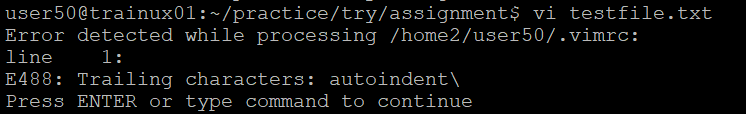 user50@trainux01:~/practice/try/assignment$ vi testfile.txt
Error detected while processing /home2/user50/.vimrc:
line    1:
E488: Trailing characters: autoindent\
Press ENTER or type command to continue